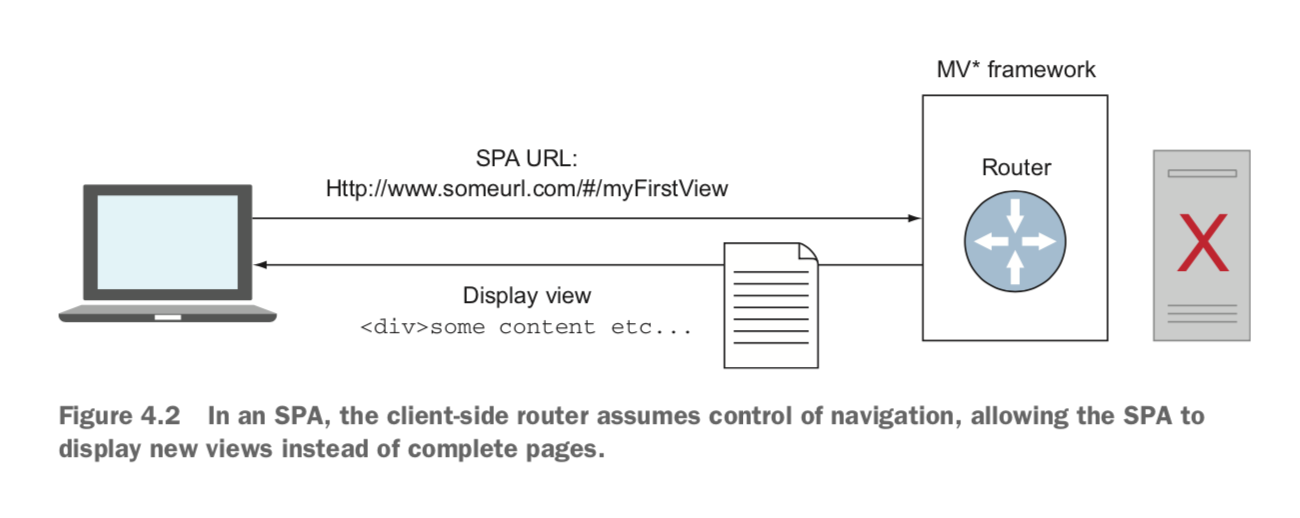 MV* framework
SPA URL:
Http://www.someurl.com/#/myFirstView
Router
X
Display view
<div>some content etc...
Figure 4.2 In an SPA, the client-side router assumes control of navigation, allowing the SPA to
display new views instead of complete pages.